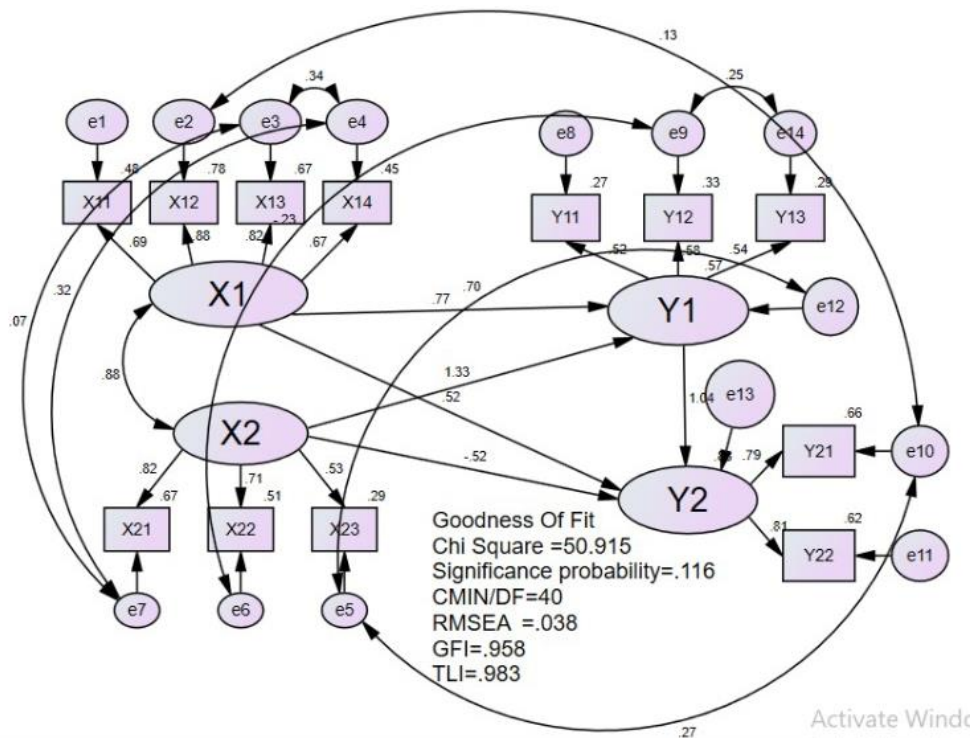 .13
.34
.25
e1
e2
e3
e4
e8
e9
e14
.48
.78
.67
.45
.27
.33
.29
X11
X12
X13
X14
Y11
Y12
Y13
-.23
.69
.88
.82
.67
.52
.58
.54
.57
X1
.70
Y1
e12
.77
.32
.07
.88
1.33
.52
1.04
e13
X2
-.52
.66
.79
Y21
e10
.82
.71
.53
.67
.51
.29
Y2
X21
X22
X23
.81
.62
Y22
e11
e7
e6
e5
Goodness Of Fit
Chi Square =50.915
Significance probability=.116
CMIN/DF=40
RMSEA =.038
GFI=.958
TLI=.983
.27
Activate Windo